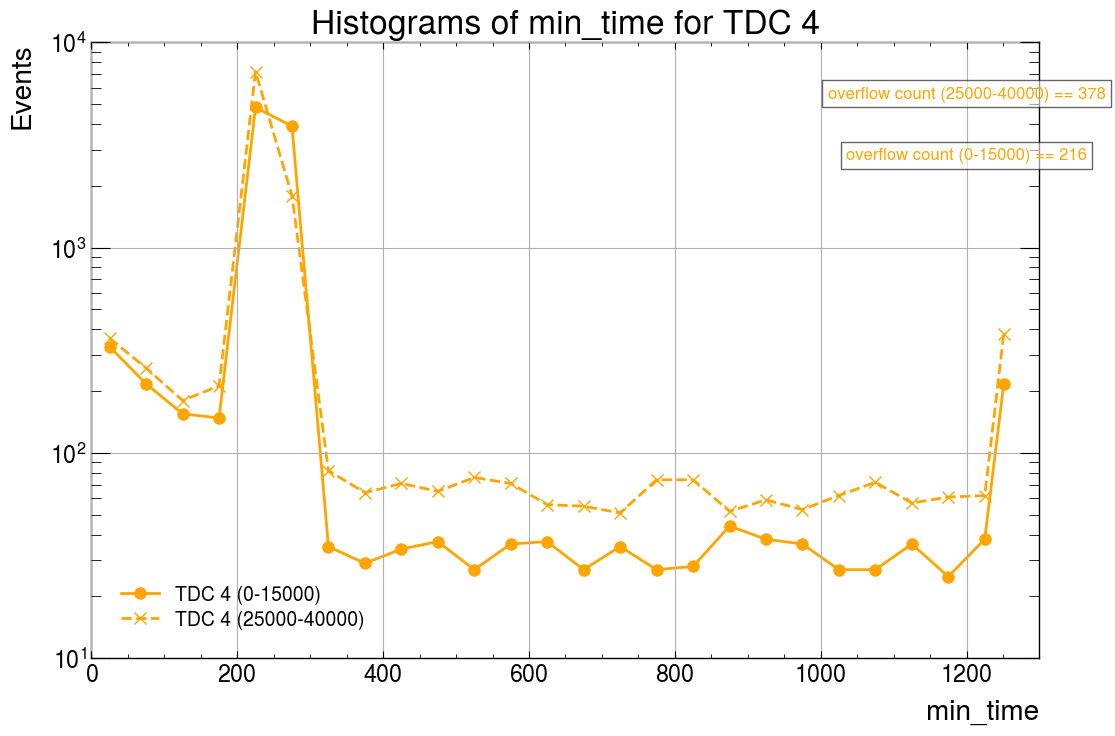 Histograms of min_time for TDC 4
Events
10⁴
10³
10²
10¹
overflow count (25000-40000) == 378
overflow count (0-15000) == 216
TDC 4 (0-15000)
TDC 4 (25000-40000)
0 200 400 600 800 1000 1200
min_time